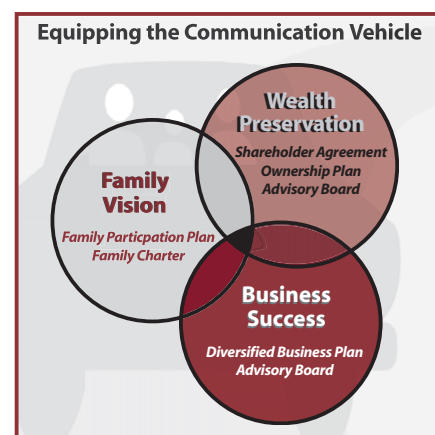 Equipping the Communication Vehicle
Wealth
Preservation
Shareholder Agreement
Ownership Plan
Advisory Board
Family
Vision
Family Particpation Plan
Family Charter
Business
Success
Diversified Business Plan
Advisory Board